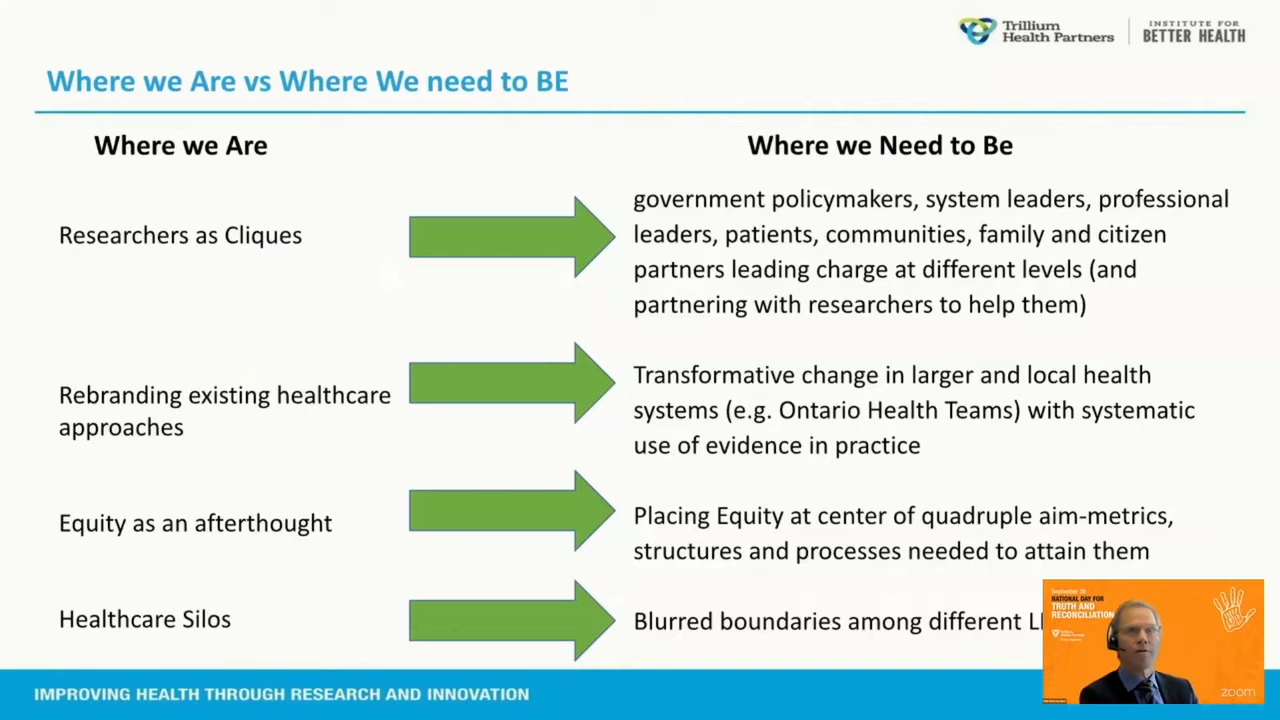 Trillium
Health Partners
INSTITUTE FOR
BETTER HEALTH
Where we Are vs Where We need to BE
Where we Are
Where we Need to Be
Researchers as Cliques
government policymakers, system leaders, professional
leaders, patients, communities, family and citizen
partners leading charge at different levels (and
partnering with researchers to help them)
Rebranding existing healthcare
approaches
Transformative change in larger and local health
systems (e.g. Ontario Health Teams) with systematic
use of evidence in practice
Equity as an afterthought
Placing Equity at center of quadruple aim-metrics,
structures and processes needed to attain them
Healthcare Silos
Blurred boundaries among different
September 30
NATIONAL DAY FOR
TRUTH AND
RECONCILIATION
Trillium
Health Partners
zoom
IMPROVING HEALTH THROUGH RESEARCH AND INNOVATION